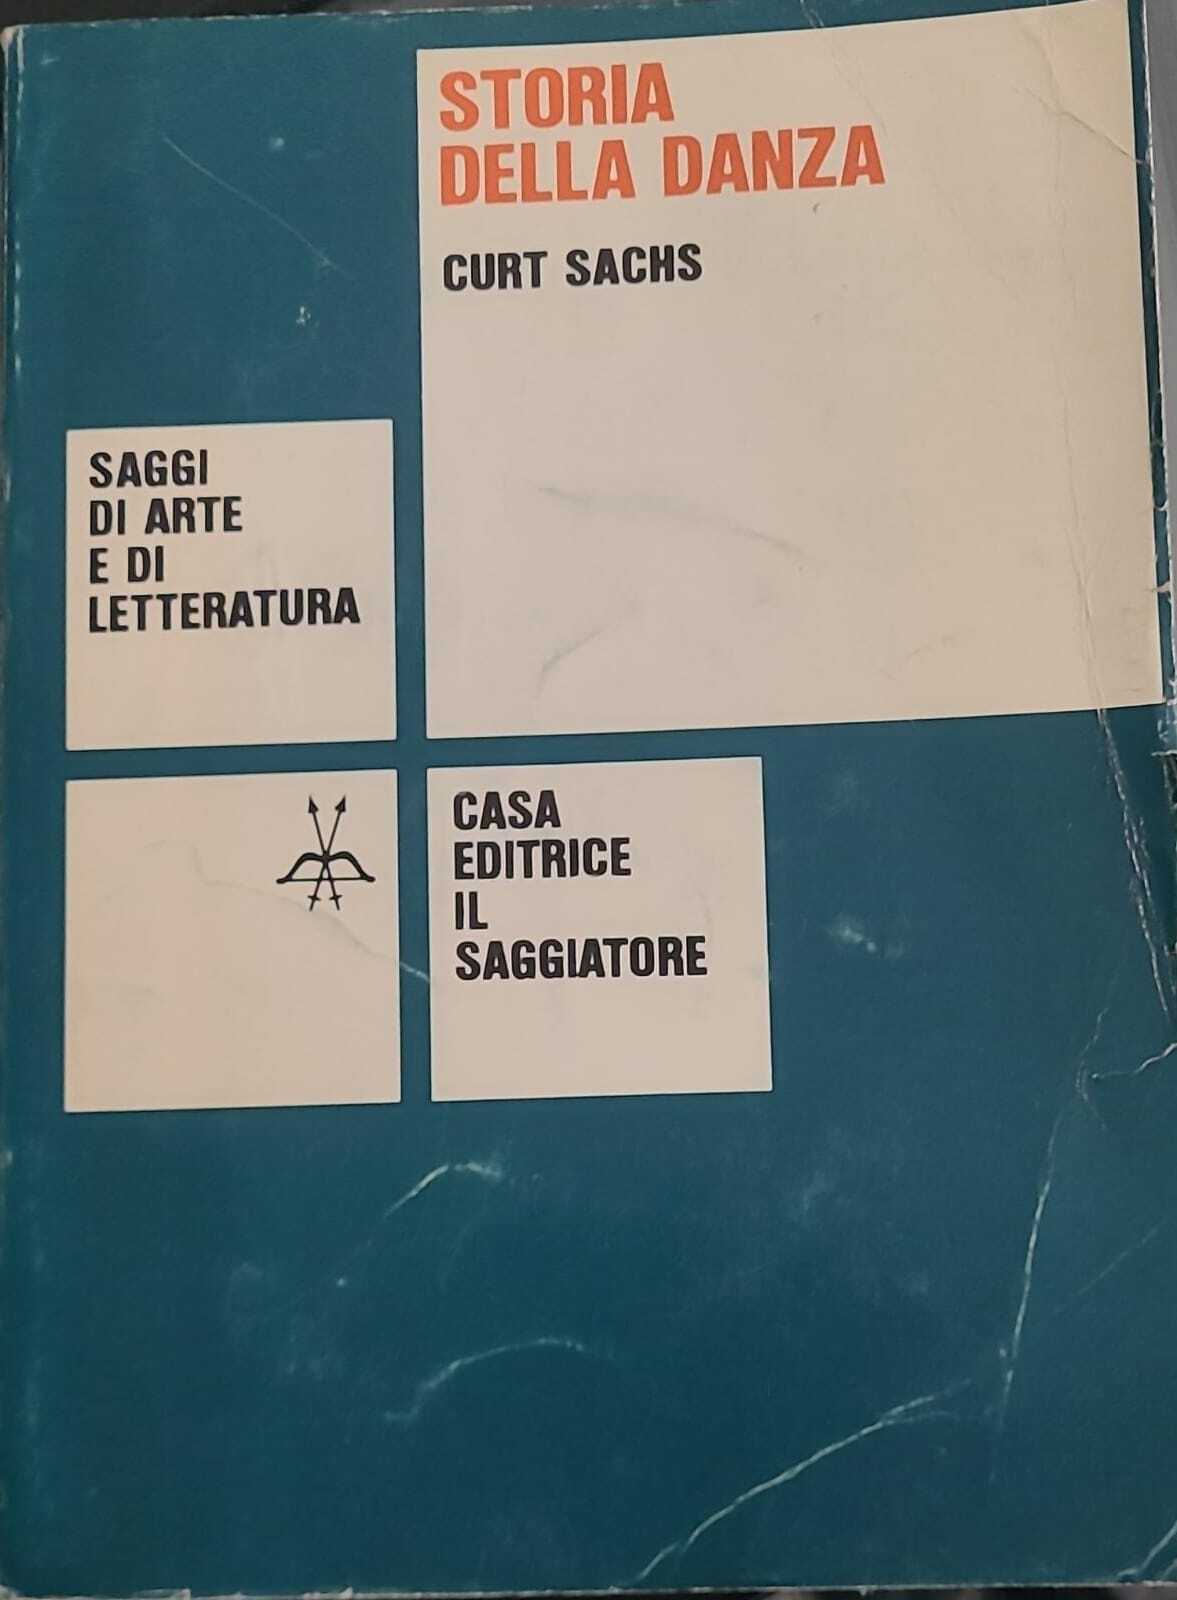 STORIA
DELLA DANZA
CURT SACHS
SAGGI
DI ARTE
E DI
LETTERATURA
CASA
EDITRICE
IL
SAGGIATORE